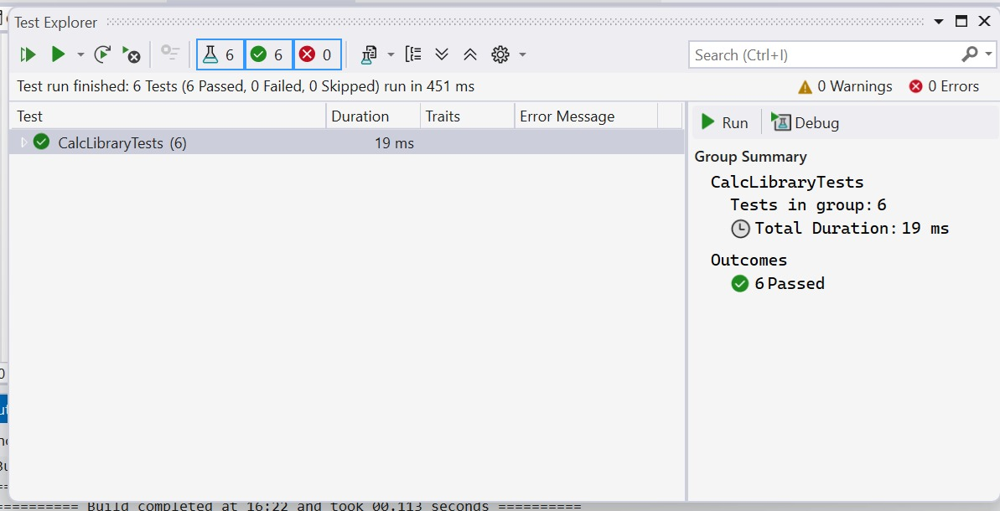 Test Explorer
6 6 0
Search (Ctrl+I)
Test run finished: 6 Tests (6 Passed, 0 Failed, 0 Skipped) run in 451 ms
0 Warnings 0 Errors
Test Duration Traits Error Message
CalcLibraryTests (6) 19 ms
Run Debug
Group Summary
CalcLibraryTests
Tests in group: 6
Total Duration: 19 ms
Outcomes
6 Passed
========== Build completed at 16:22 and took 00.113 seconds ==========